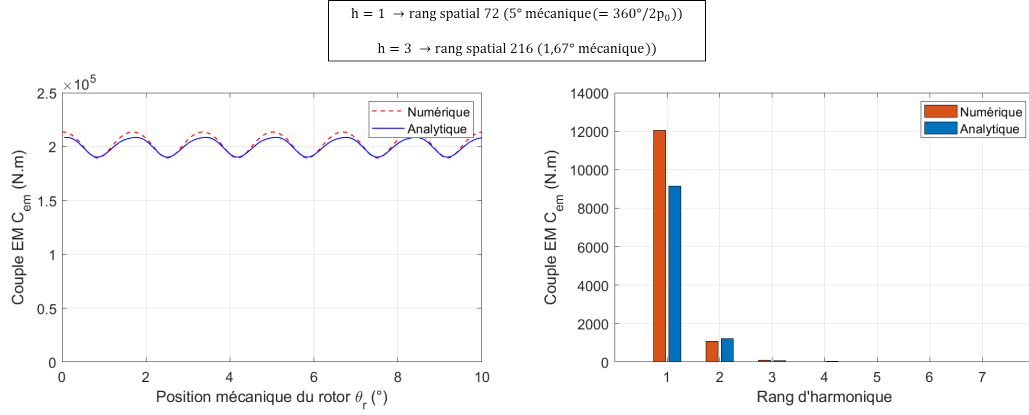 h = 1 → rang spatial 72 (5° mécanique(= 360°/2p₀))
h = 3 → rang spatial 216 (1,67° mécanique))
×10⁵
2.5
2
1.5
1
0.5
0
Couple EM C_em (N.m)
Numérique
Analytique
0 2 4 6 8 10
Position mécanique du rotor θ_r (°)
14000
12000
10000
8000
6000
4000
2000
0
Couple EM C_em (N.m)
Numérique
Analytique
1 2 3 4 5 6 7
Rang d'harmonique